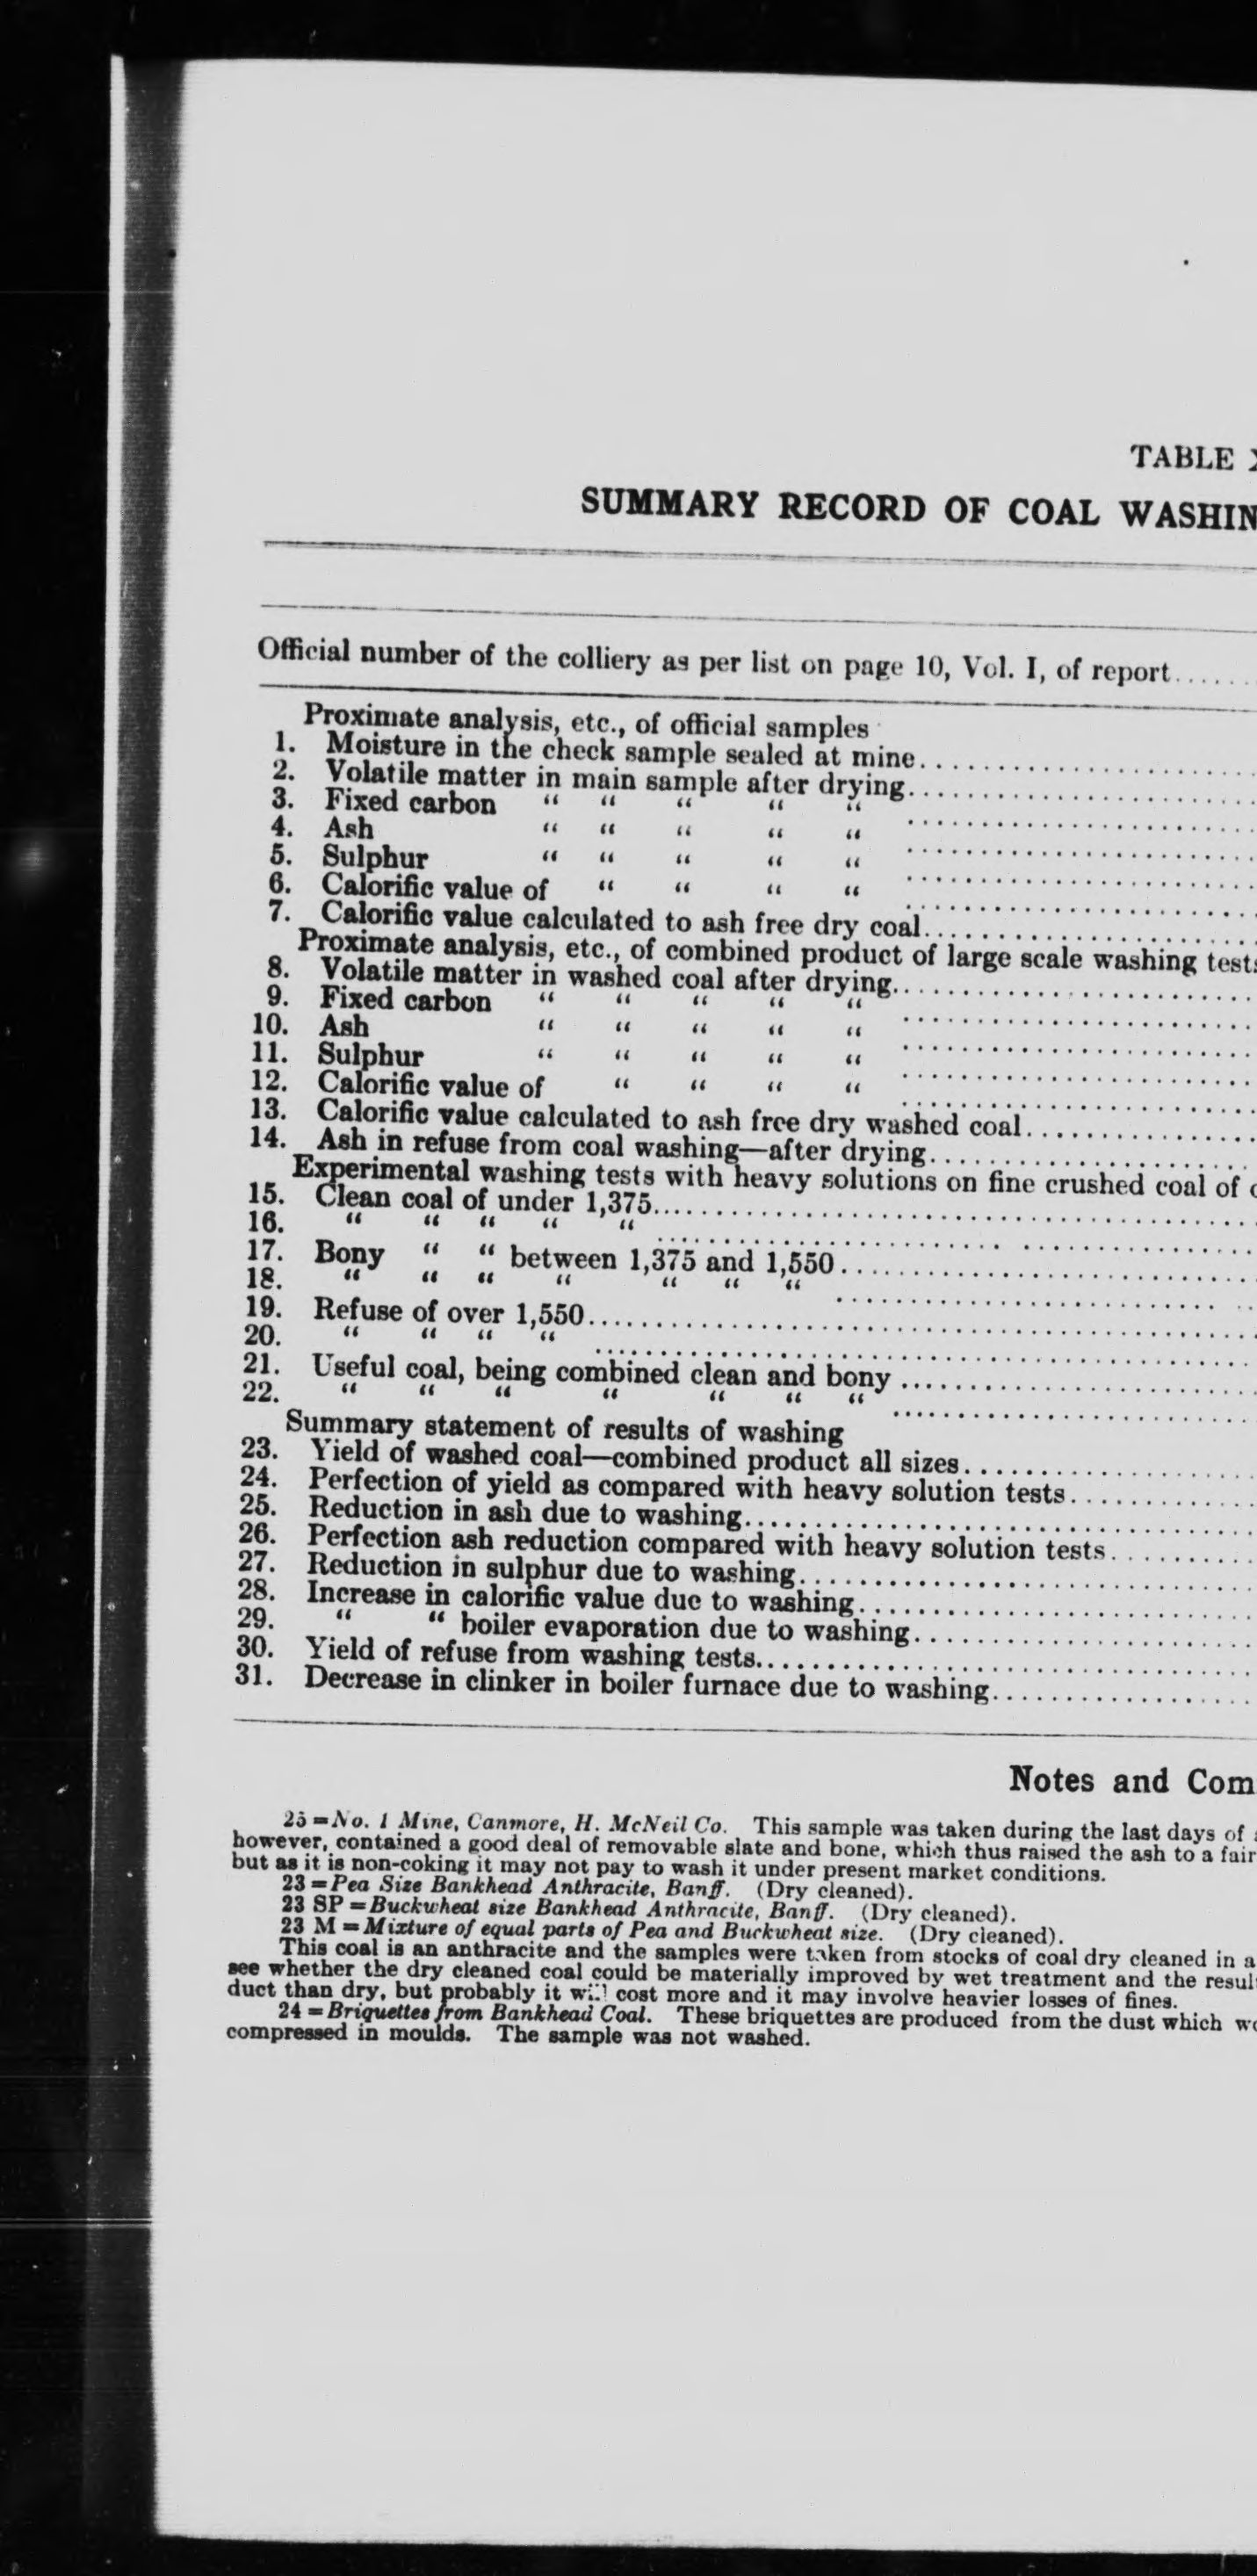 TABLE
SUMMARY RECORD OF COAL WASHIN
Official number of the colliery as per list on page 10, Vol. I, of report......
Proximate analysis, etc., of official samples
1. Moisture in the check sample sealed at mine......
2. Volatile matter in main sample after drying......
3. Fixed carbon " " " " " ......
4. Ash " " " " " ......
5. Sulphur " " " " " ......
6. Calorific value of " " " " ......
7. Calorific value calculated to ash free dry coal......
Proximate analysis, etc., of combined product of large scale washing tests
8. Volatile matter in washed coal after drying......
9. Fixed carbon " " " " " ......
10. Ash " " " " " ......
11. Sulphur " " " " " ......
12. Calorific value of " " " " ......
13. Calorific value calculated to ash free dry washed coal......
14. Ash in refuse from coal washing—after drying......
Experimental washing tests with heavy solutions on fine crushed coal of
15. Clean coal of under 1,375......
16. " " " " " ......
17. Bony " " between 1,375 and 1,550......
18. " " " " " " " ......
19. Refuse of over 1,550......
20. " " " " ......
21. Useful coal, being combined clean and bony ......
22. " " " " " " " ......
Summary statement of results of washing
23. Yield of washed coal—combined product all sizes......
24. Perfection of yield as compared with heavy solution tests......
25. Reduction in ash due to washing......
26. Perfection ash reduction compared with heavy solution tests......
27. Reduction in sulphur due to washing......
28. Increase in calorific value due to washing......
29. " " boiler evaporation due to washing......
30. Yield of refuse from washing tests......
31. Decrease in clinker in boiler furnace due to washing......
Notes and Com
25=No. 1 Mine, Canmore, H. McNeil Co. This sample was taken during the last days of
however, contained a good deal of removable slate and bone, which thus raised the ash to a fair
but as it is non-coking it may not pay to wash it under present market conditions.
23=Pea Size Bankhead Anthracite, Banff. (Dry cleaned).
23 SP=Buckwheat size Bankhead Anthracite, Banff. (Dry cleaned).
23 M=Mixture of equal parts of Pea and Buckwheat size. (Dry cleaned).
This coal is an anthracite and the samples were taken from stocks of coal dry cleaned in a
see whether the dry cleaned coal could be materially improved by wet treatment and the resul
duct than dry, but probably it will cost more and it may involve heavier losses of fines.
24=Briquettes from Bankhead Coal. These briquettes are produced from the dust which wo
compressed in moulds. The sample was not washed.